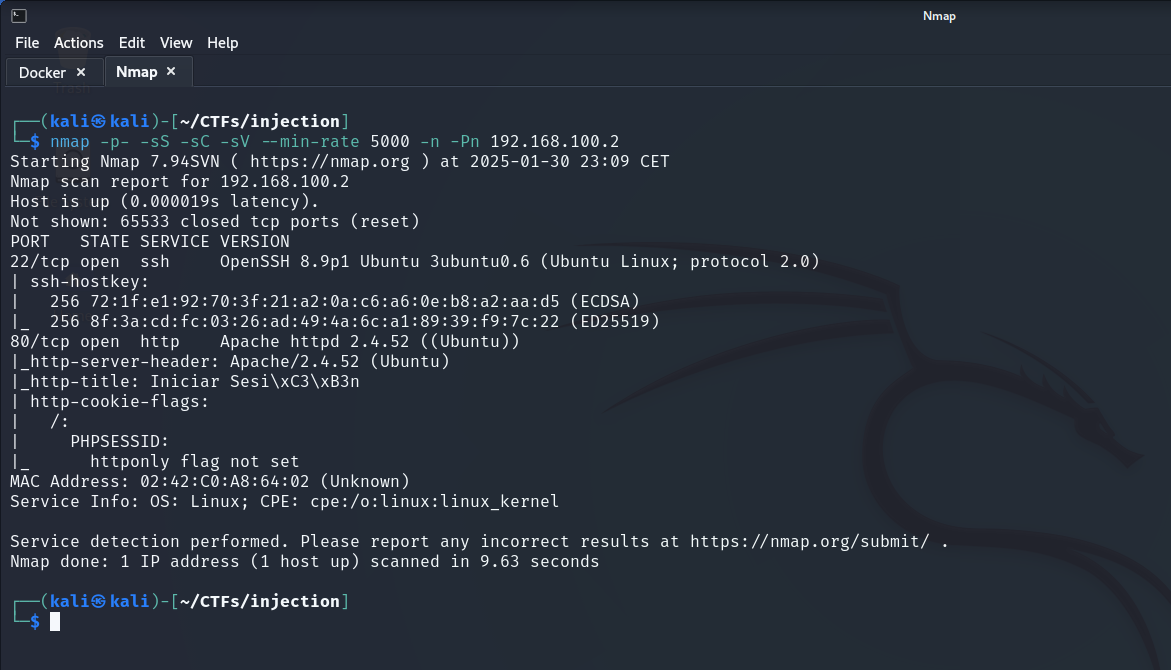 Nmap
File Actions Edit View Help
Docker × Nmap ×
┌──(kali㉿kali)-[~/CTFs/injection]
└─$ nmap -p- -sS -sC -sV --min-rate 5000 -n -Pn 192.168.100.2
Starting Nmap 7.94SVN ( https://nmap.org ) at 2025-01-30 23:09 CET
Nmap scan report for 192.168.100.2
Host is up (0.000019s latency).
Not shown: 65533 closed tcp ports (reset)
PORT   STATE SERVICE VERSION
22/tcp open  ssh     OpenSSH 8.9p1 Ubuntu 3ubuntu0.6 (Ubuntu Linux; protocol 2.0)
| ssh-hostkey:
|   256 72:1f:e1:92:70:3f:21:a2:0a:c6:a6:0e:b8:a2:aa:d5 (ECDSA)
|_  256 8f:3a:cd:fc:03:26:ad:49:4a:6c:a1:89:39:f9:7c:22 (ED25519)
80/tcp open  http    Apache httpd 2.4.52 ((Ubuntu))
|_http-server-header: Apache/2.4.52 (Ubuntu)
|_http-title: Iniciar Sesi\xC3\xB3n
| http-cookie-flags:
|   /:
|     PHPSESSID:
|_      httponly flag not set
MAC Address: 02:42:C0:A8:64:02 (Unknown)
Service Info: OS: Linux; CPE: cpe:/o:linux:linux_kernel
Service detection performed. Please report any incorrect results at https://nmap.org/submit/ .
Nmap done: 1 IP address (1 host up) scanned in 9.63 seconds
┌──(kali㉿kali)-[~/CTFs/injection]
└─$